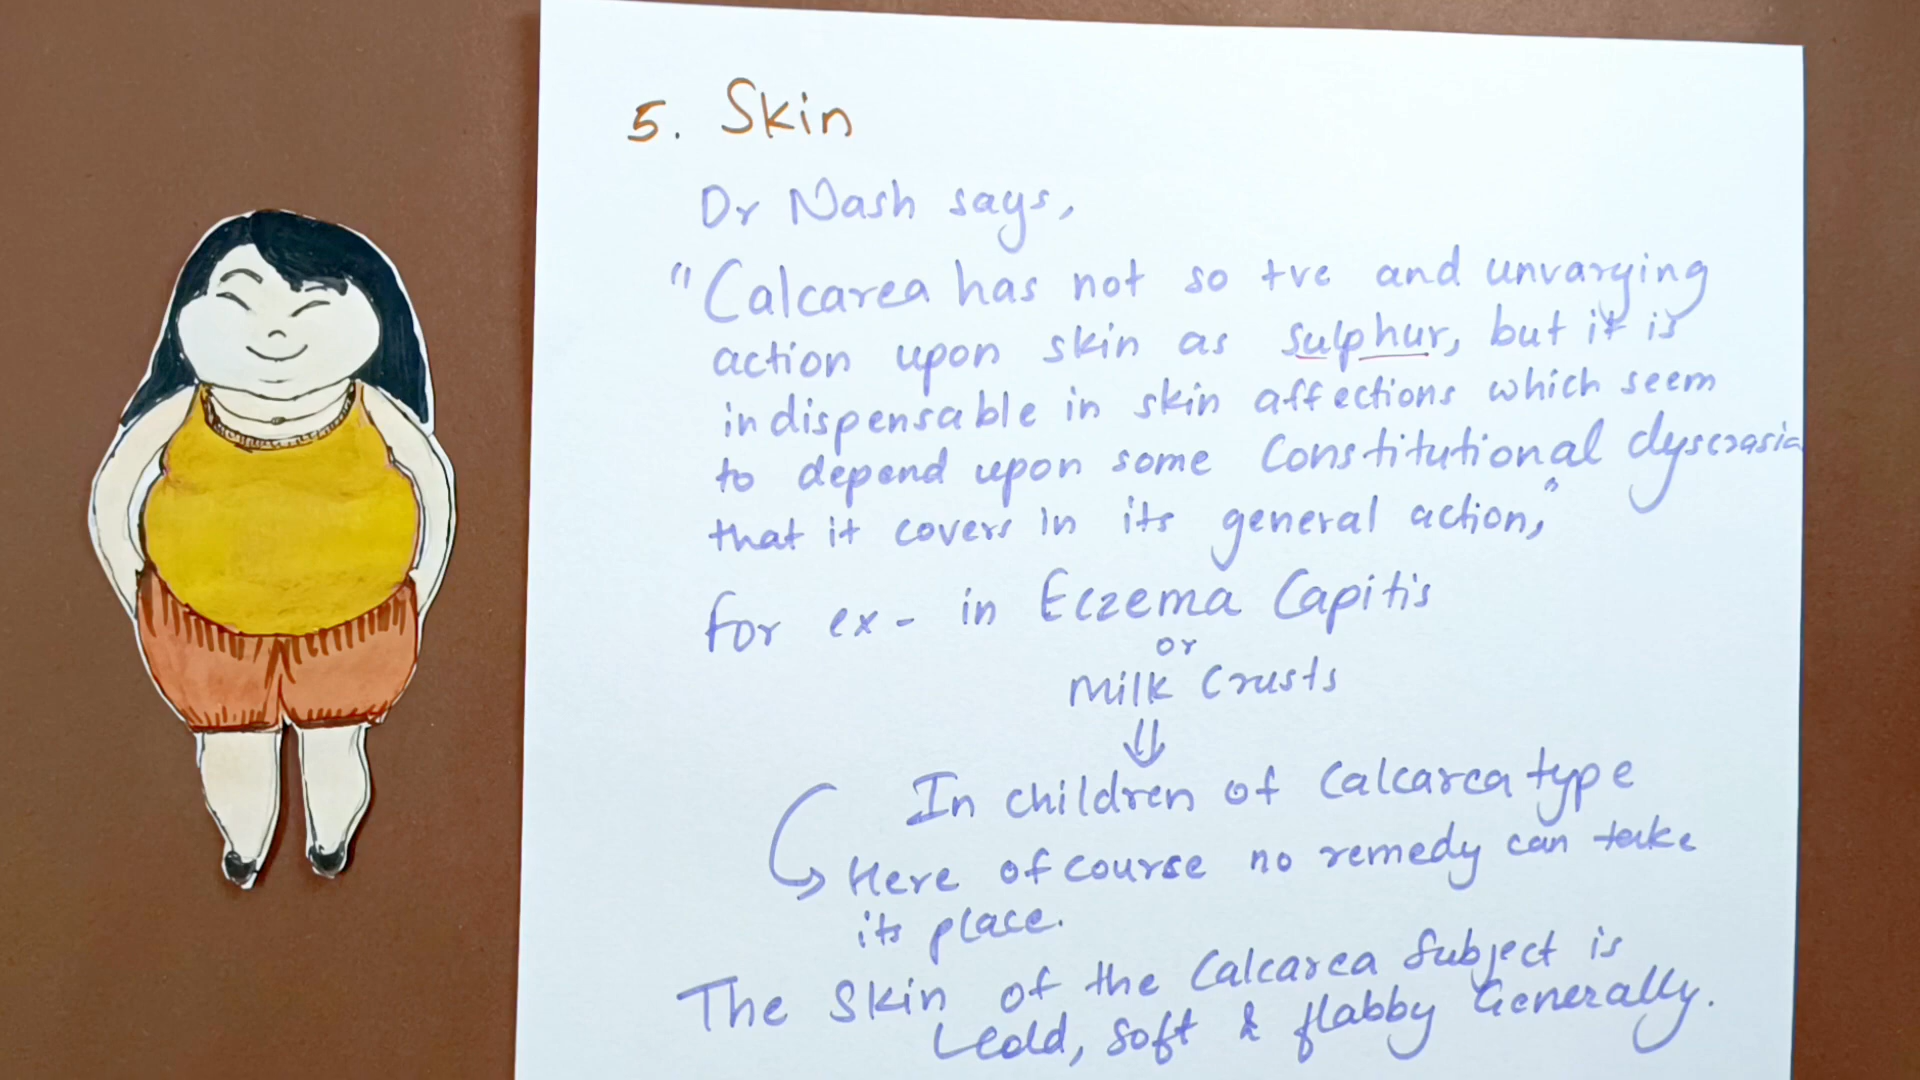 5. Skin
Dr Nash says,
"Calcarea has not so +ve and unvarying
action upon skin as sulphur, but it is
indispensable in skin affections which seem
to depend upon some Constitutional dyscrasia
that it covers in its general action,"
for ex - in Eczema Capitis
or
Milk Crusts
⇓
In children of Calcarea type
↪ Here of course no remedy can take
its place.
The Skin of the Calcarea Subject is
Cold, soft & flabby Generally.